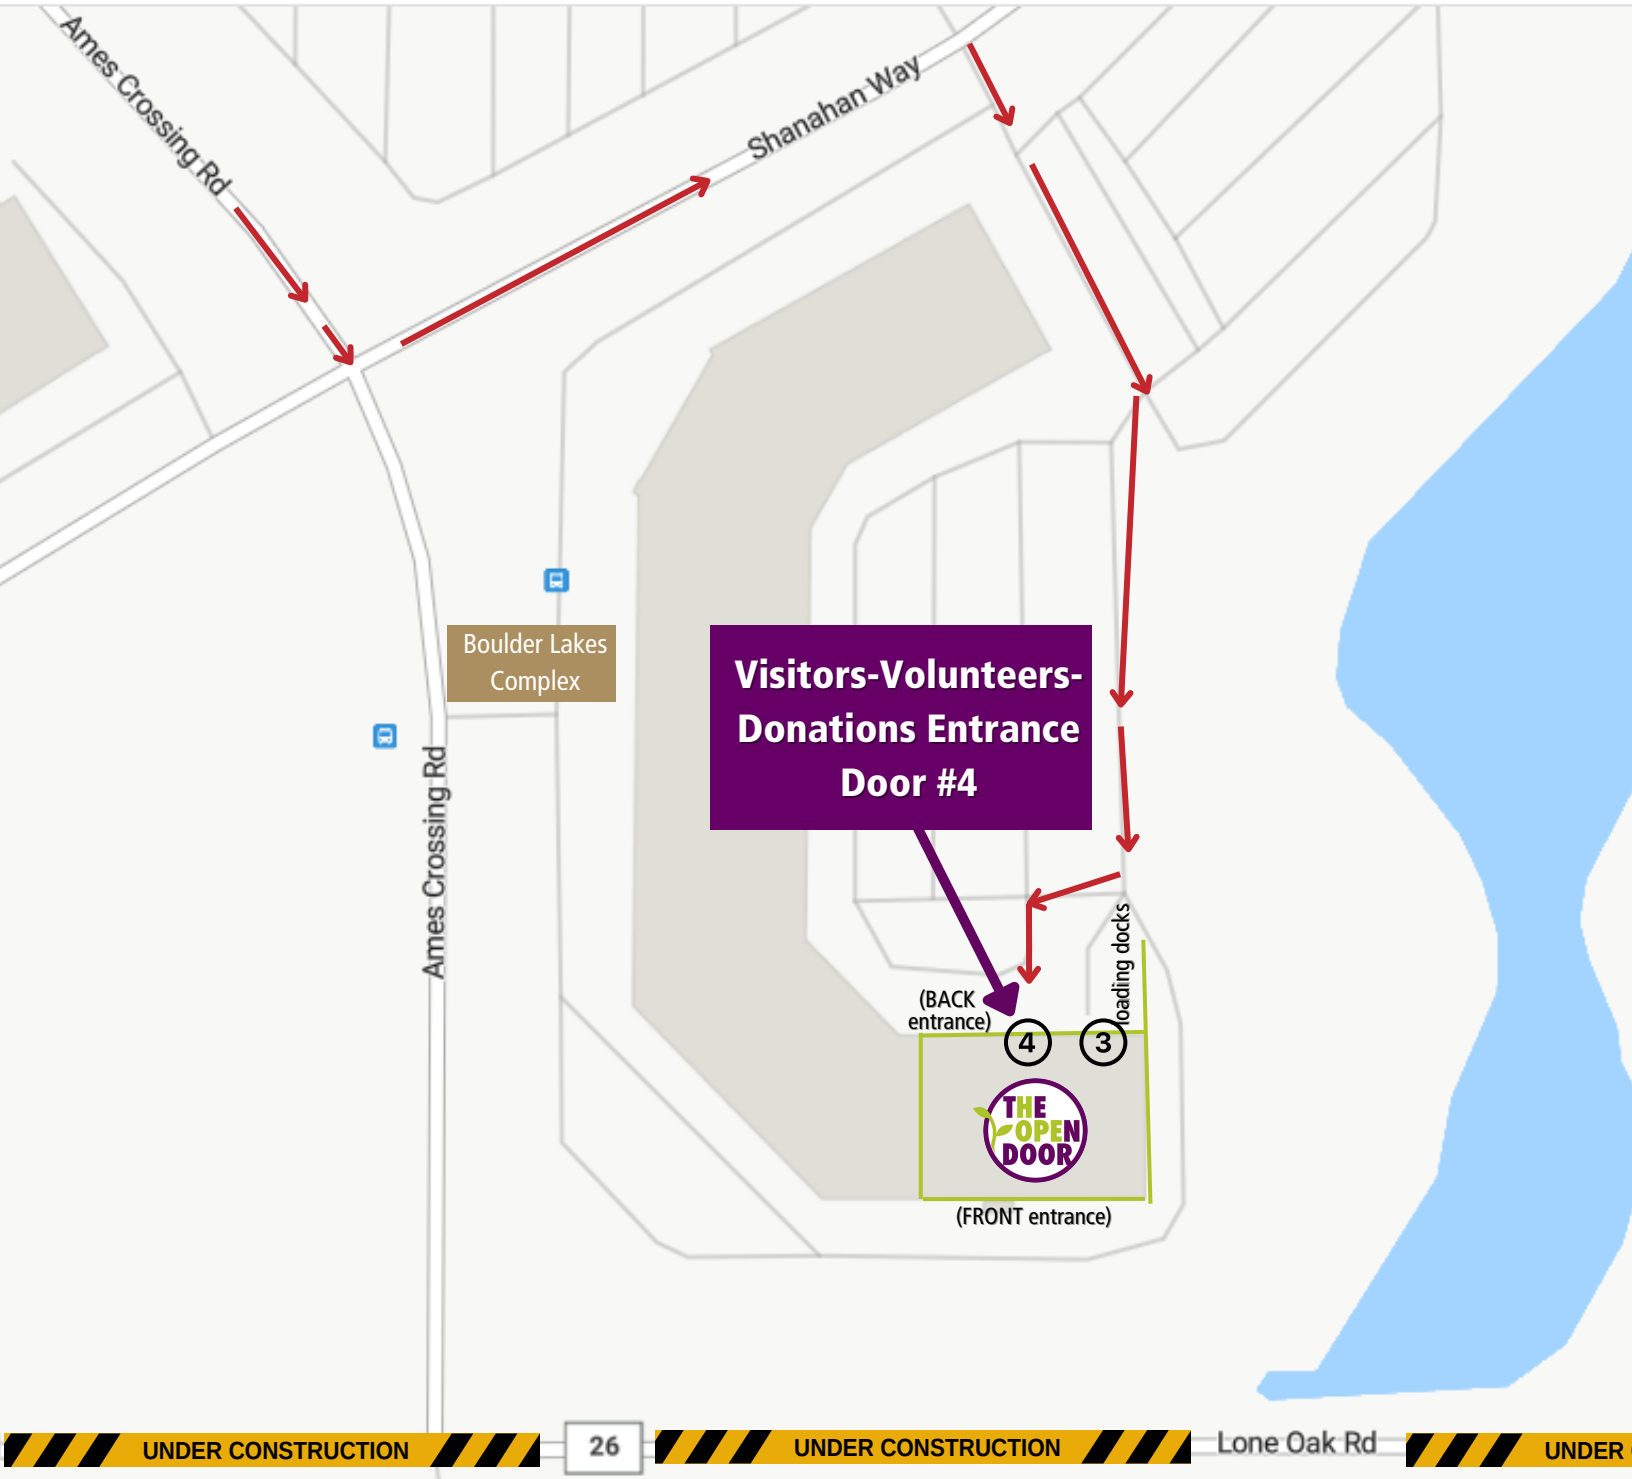 Ames Crossing Rd
Shanahan Way
Boulder Lakes
Complex
Visitors-Volunteers-
Donations Entrance
Door #4
Ames Crossing Rd
loading docks
(BACK
entrance)
4
3
THE
OPEN
DOOR
(FRONT entrance)
UNDER CONSTRUCTION
26
UNDER CONSTRUCTION
Lone Oak Rd
UNDER